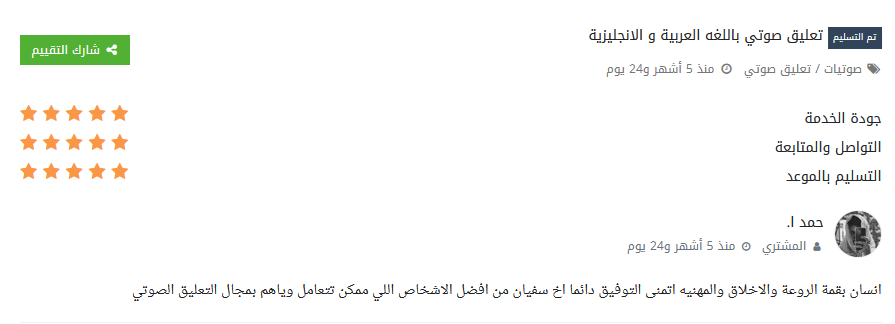 تم التسليم تعليق صوتي باللغه العربية و الانجليزية
شارك التقييم
صوتيات / تعليق صوتي منذ 5 أشهر و24 يوم
جودة الخدمة
التواصل والمتابعة
التسليم بالموعد
حمد ا.
المشتري منذ 5 أشهر و24 يوم
انسان بقمة الروعة والاخلاق والمهنيه اتمنى التوفيق دائما اخ سفيان من افضل الاشخاص اللي ممكن تتعامل وياهم بمجال التعليق الصوتي